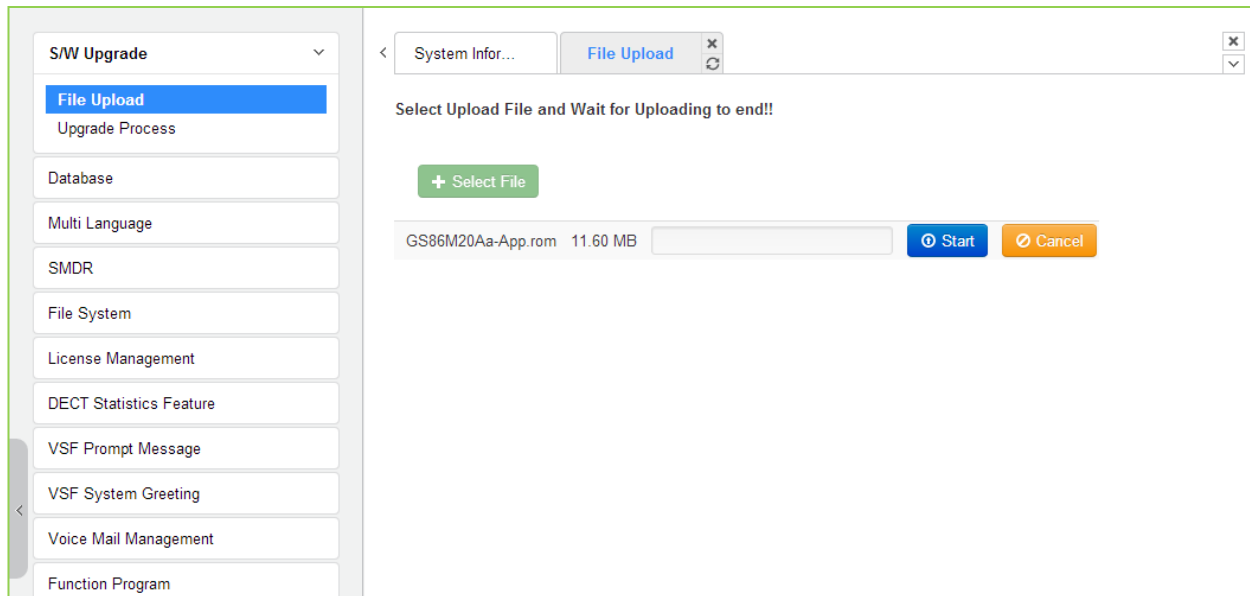 S/W Upgrade
File Upload
Upgrade Process
Database
Multi Language
SMDR
File System
License Management
DECT Statistics Feature
VSF Prompt Message
VSF System Greeting
Voice Mail Management
Function Program
System Infor...
File Upload
Select Upload File and Wait for Uploading to end!!
+ Select File
GS86M20Aa-App.rom 11.60 MB Start Cancel